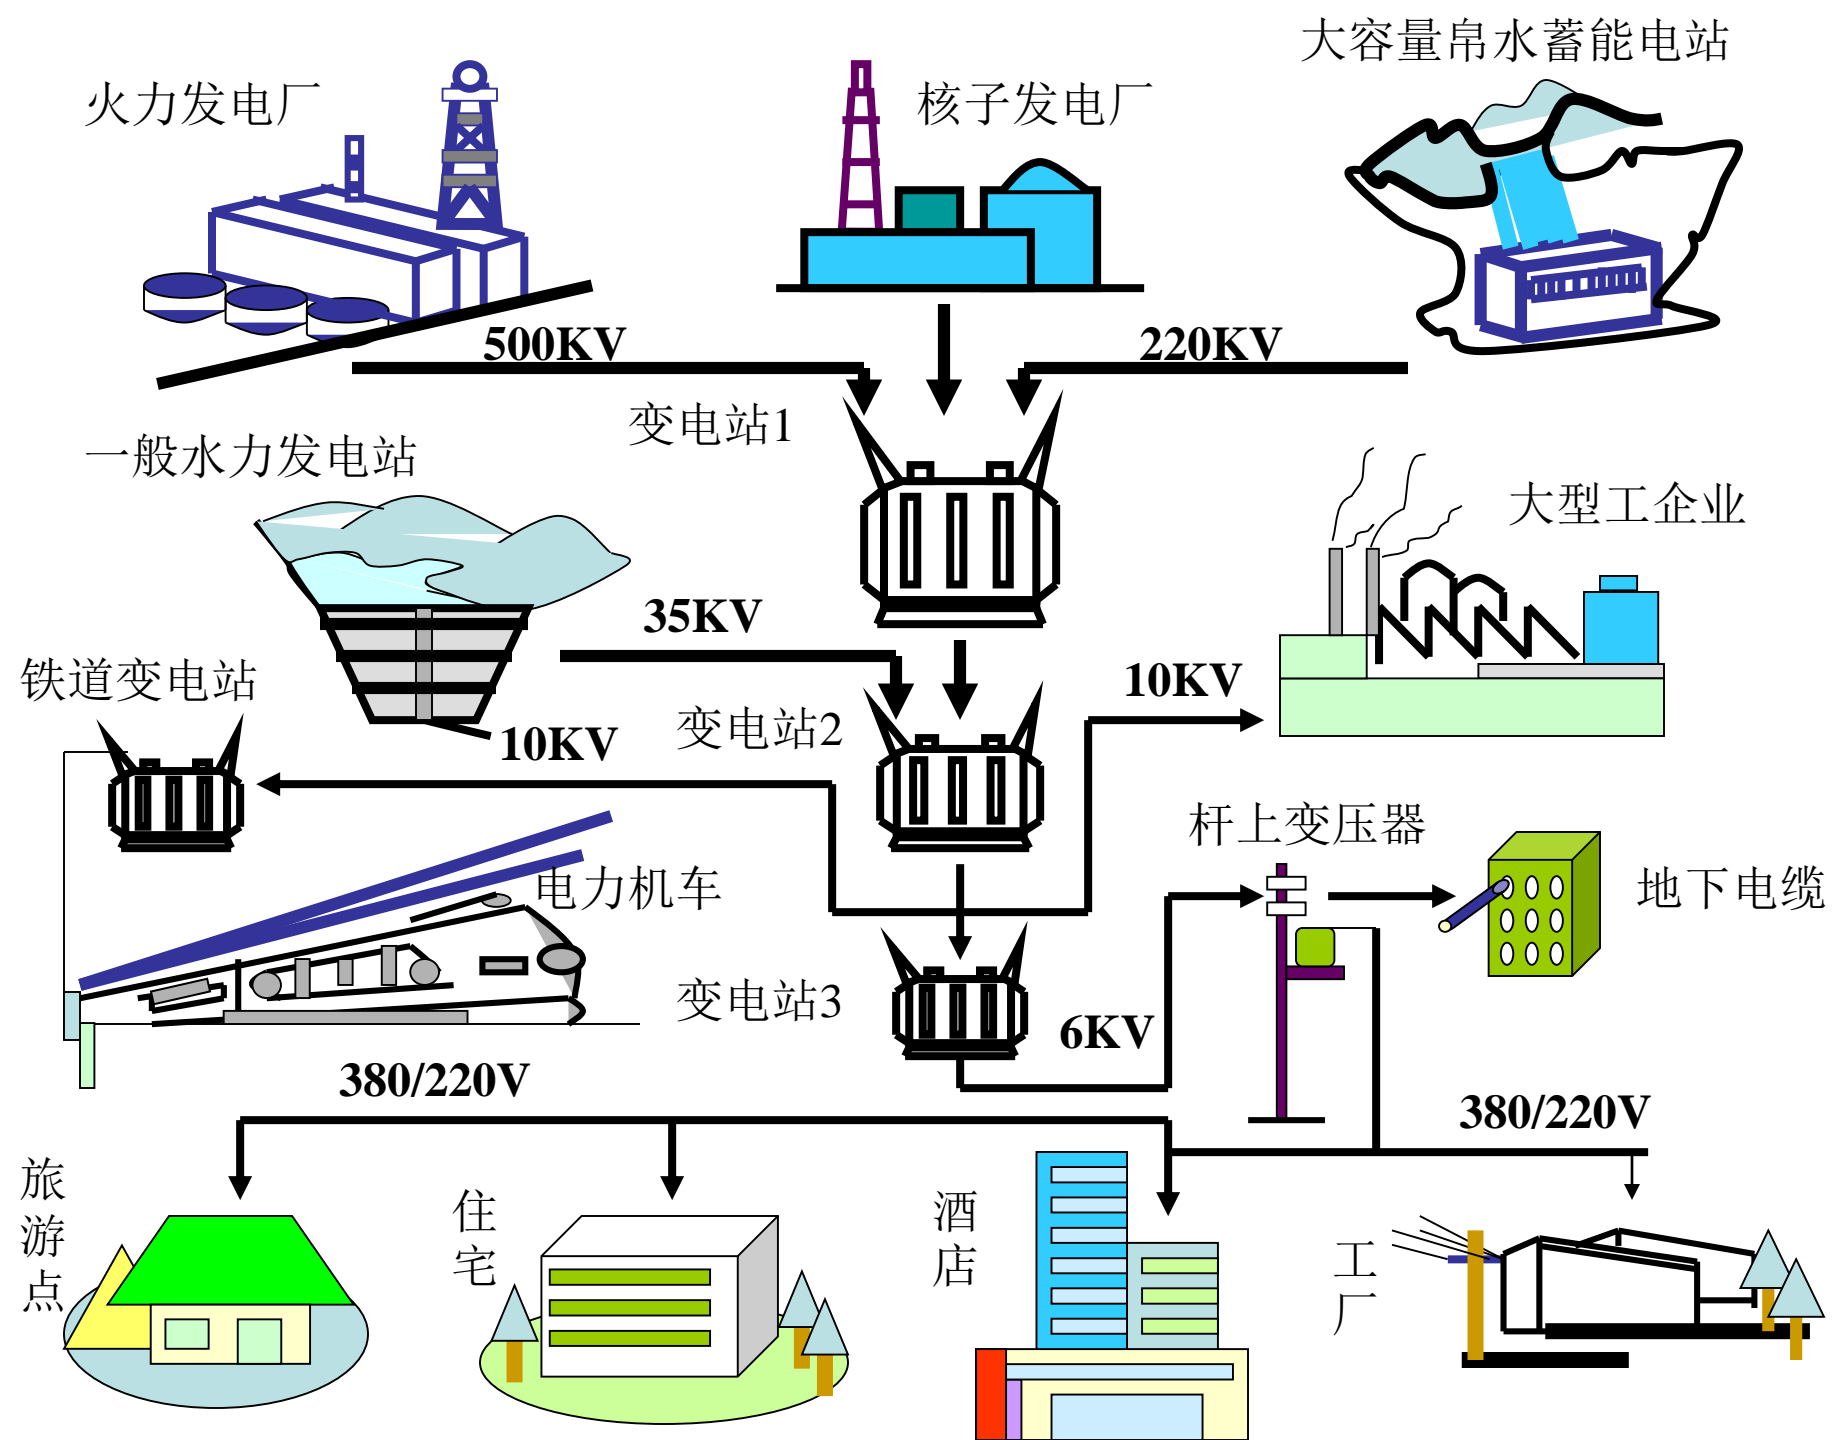 大容量帛水蓄能电站
火力发电厂
核子发电厂
500KV
220KV
变电站1
一般水力发电站
大型工企业
35KV
铁道变电站
10KV
变电站2
10KV
杆上变压器
电力机车
地下电缆
变电站3
6KV
380/220V
380/220V
旅游点
住宅
酒店
工厂